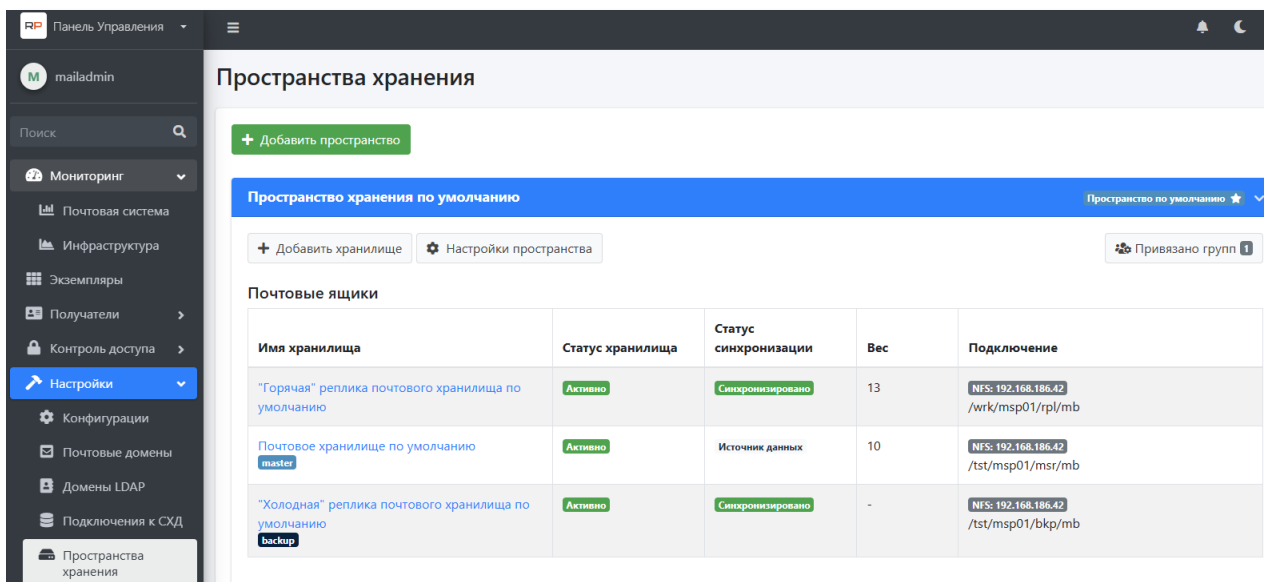 RP Панель Управления
M mailadmin
Поиск
Мониторинг
Почтовая система
Инфраструктура
Экземпляры
Получатели
Контроль доступа
Настройки
Конфигурации
Почтовые домены
Домены LDAP
Подключения к СХД
Пространства
хранения
Пространства хранения
+ Добавить пространство
Пространство хранения по умолчанию
Пространство по умолчанию
+ Добавить хранилище
Настройки пространства
Привязано групп 1
Почтовые ящики
Имя хранилища
Статус хранилища
Статус
синхронизации
Вес
Подключение
"Горячая" реплика почтового хранилища по
умолчанию
Активно
Синхронизировано
13
NFS: 192.168.186.42
/wrk/msp01/rpl/mb
Почтовое хранилище по умолчанию
master
Активно
Источник данных
10
NFS: 192.168.186.42
/tst/msp01/msr/mb
"Холодная" реплика почтового хранилища по
умолчанию
backup
Активно
Синхронизировано
-
NFS: 192.168.186.42
/tst/msp01/bkp/mb